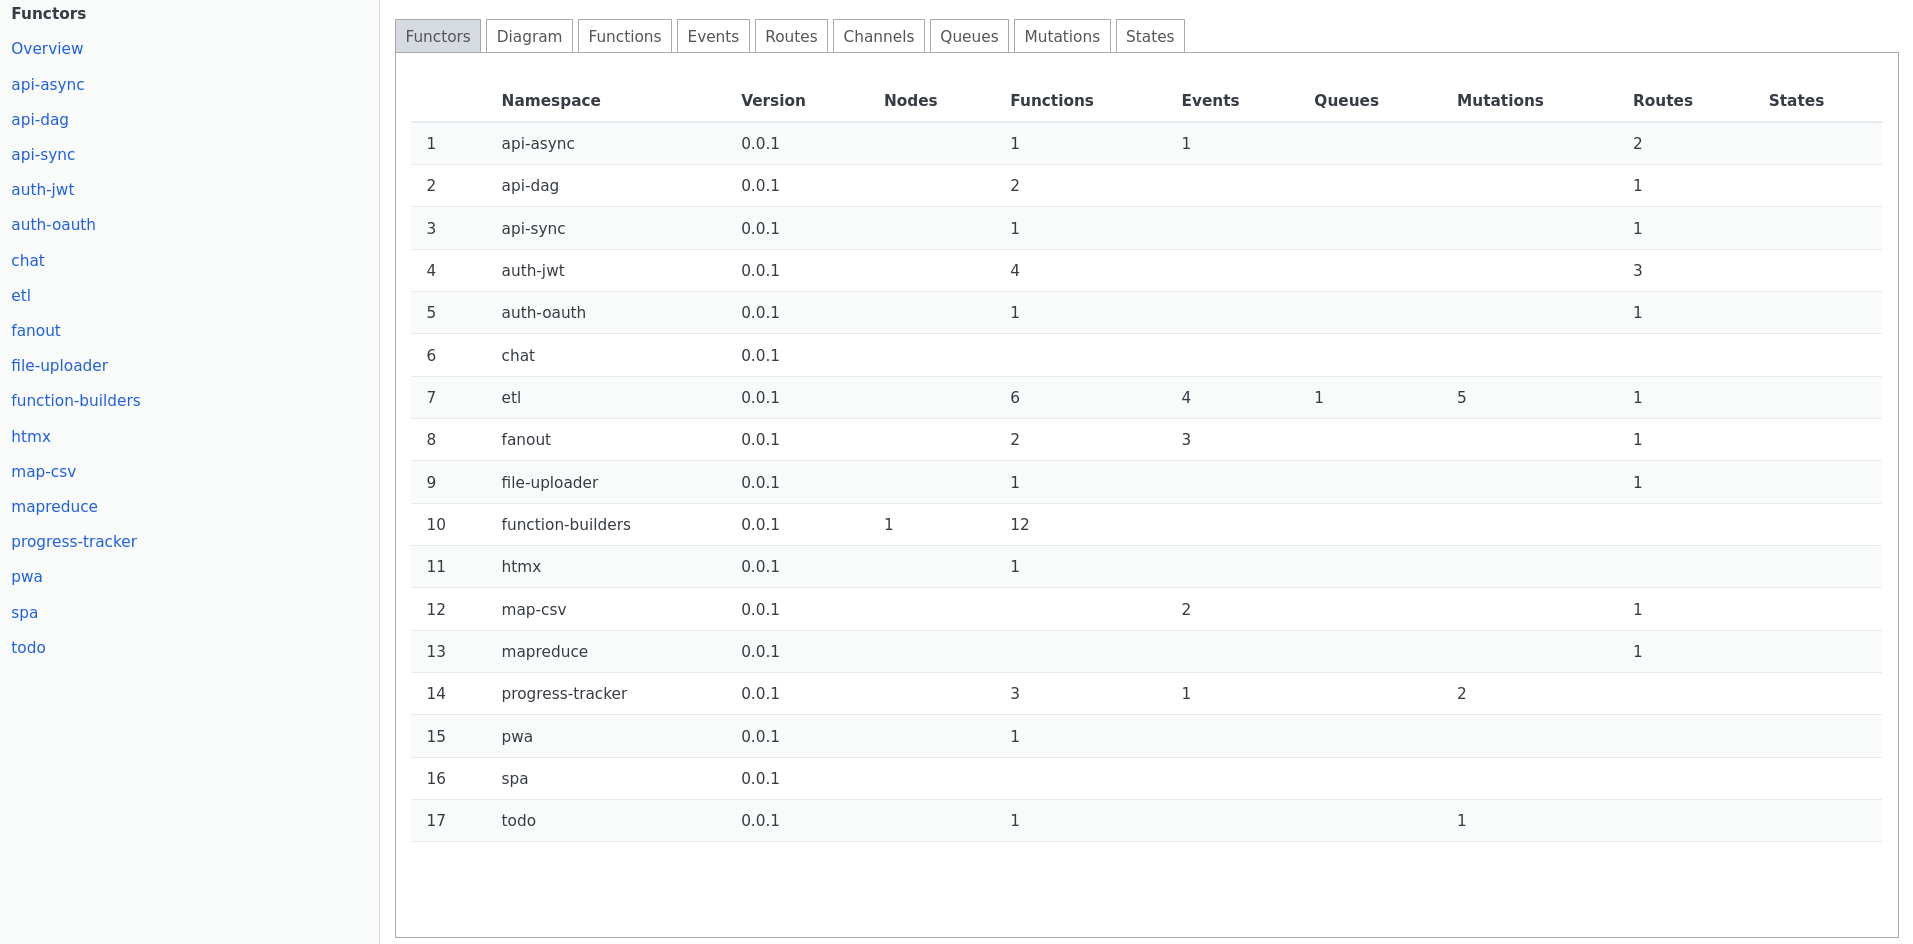 Functors
Overview
api-async
api-dag
api-sync
auth-jwt
auth-oauth
chat
etl
fanout
file-uploader
function-builders
htmx
map-csv
mapreduce
progress-tracker
pwa
spa
todo
Functors Diagram Functions Events Routes Channels Queues Mutations States
Namespace Version Nodes Functions Events Queues Mutations Routes States
1 api-async 0.0.1 1 1 2
2 api-dag 0.0.1 2 1
3 api-sync 0.0.1 1 1
4 auth-jwt 0.0.1 4 3
5 auth-oauth 0.0.1 1 1
6 chat 0.0.1
7 etl 0.0.1 6 4 1 5 1
8 fanout 0.0.1 2 3 1
9 file-uploader 0.0.1 1 1
10 function-builders 0.0.1 1 12
11 htmx 0.0.1 1
12 map-csv 0.0.1 2 1
13 mapreduce 0.0.1 1
14 progress-tracker 0.0.1 3 1 2
15 pwa 0.0.1 1
16 spa 0.0.1
17 todo 0.0.1 1 1